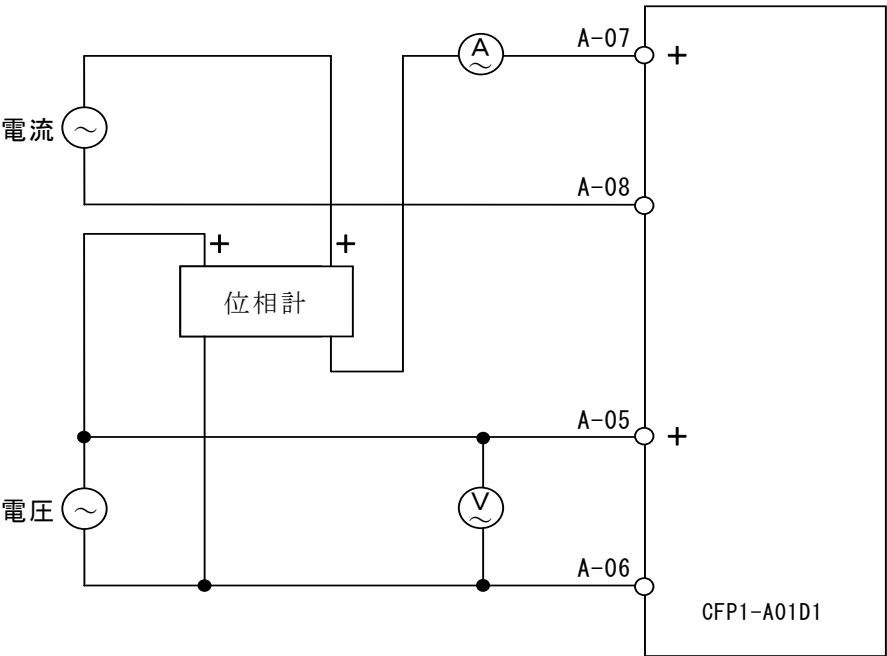 A-07
A
+
電流
A-08
+ +
位相計
A-05
+
電圧
V
A-06
CFP1-A01D1